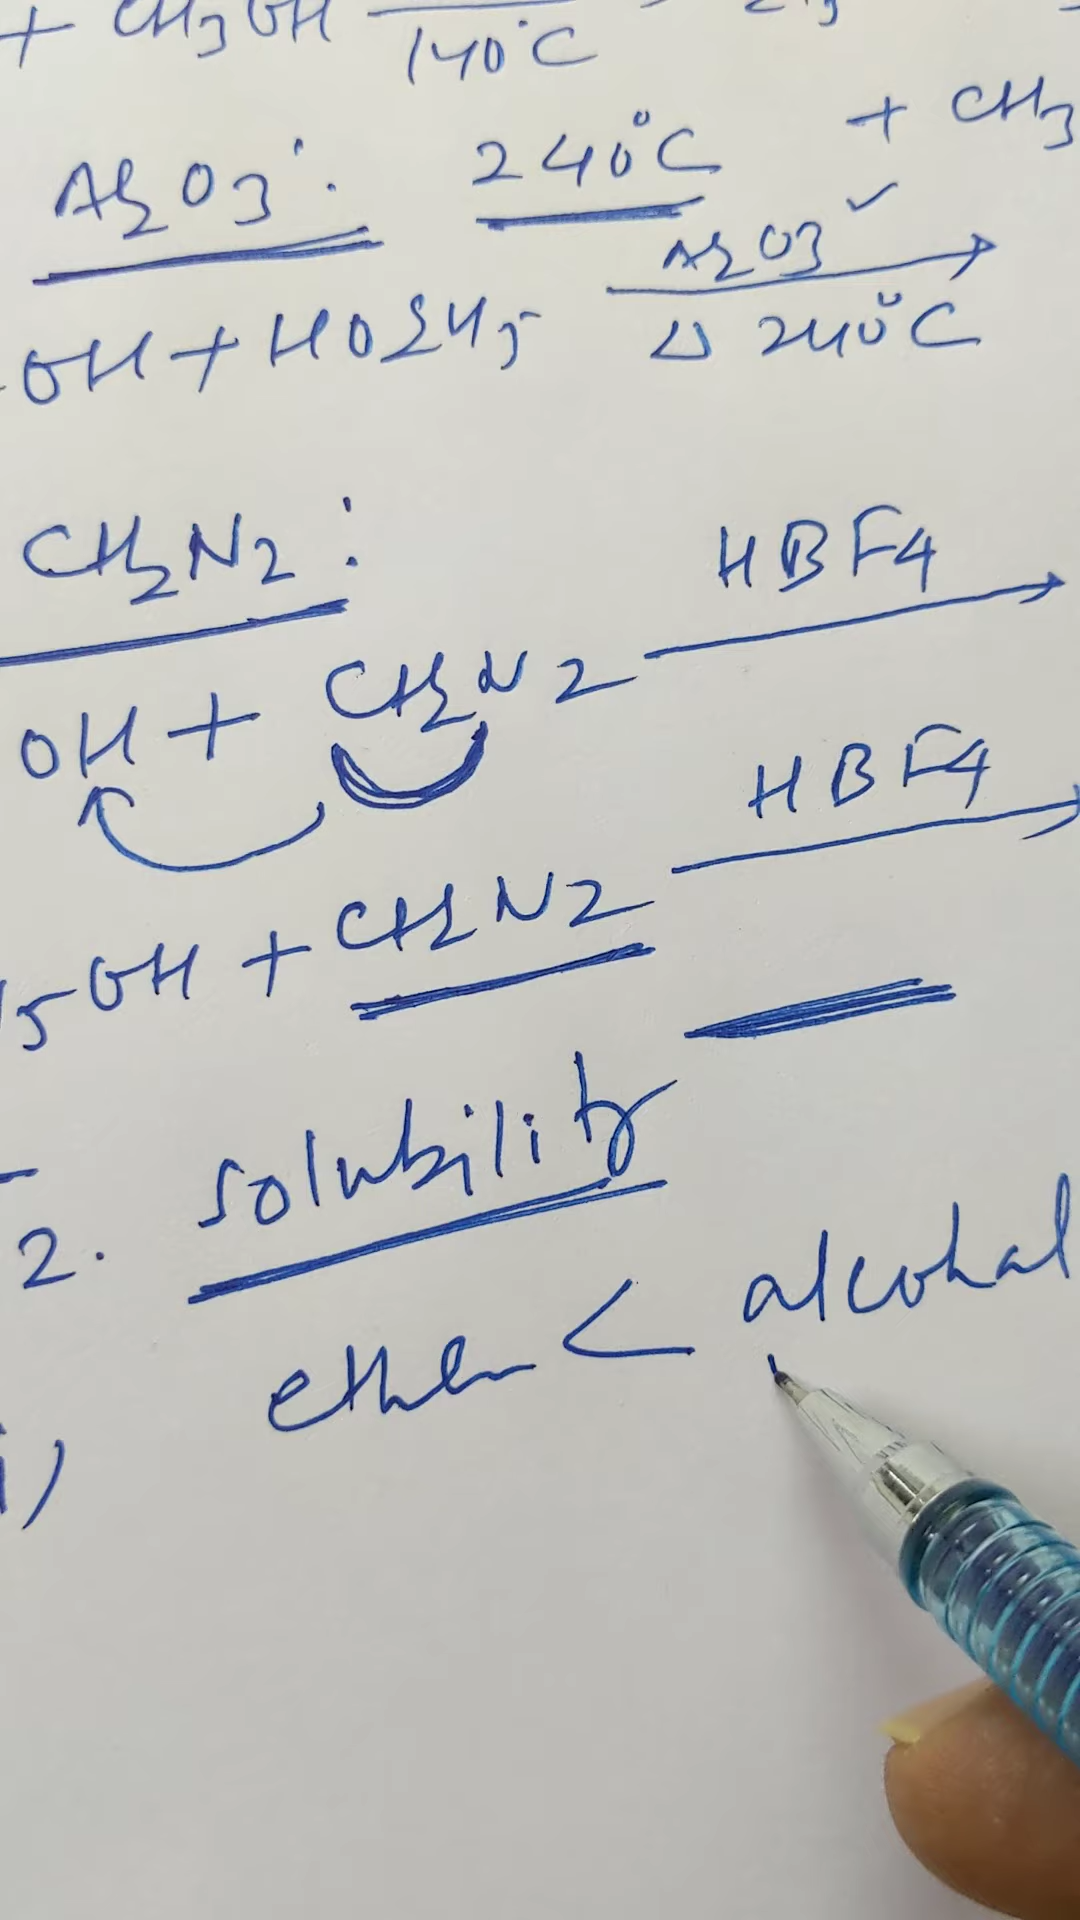 + CH3OH
140°C
+ CH3
Al2O3: 240°C
Al2O3
OH + HOC2H5
Δ 240°C
CH2N2:
HBF4
OH + CH2N2
HBF4
5OH + CH2N2
2. solubility
ether < alcohal
i)